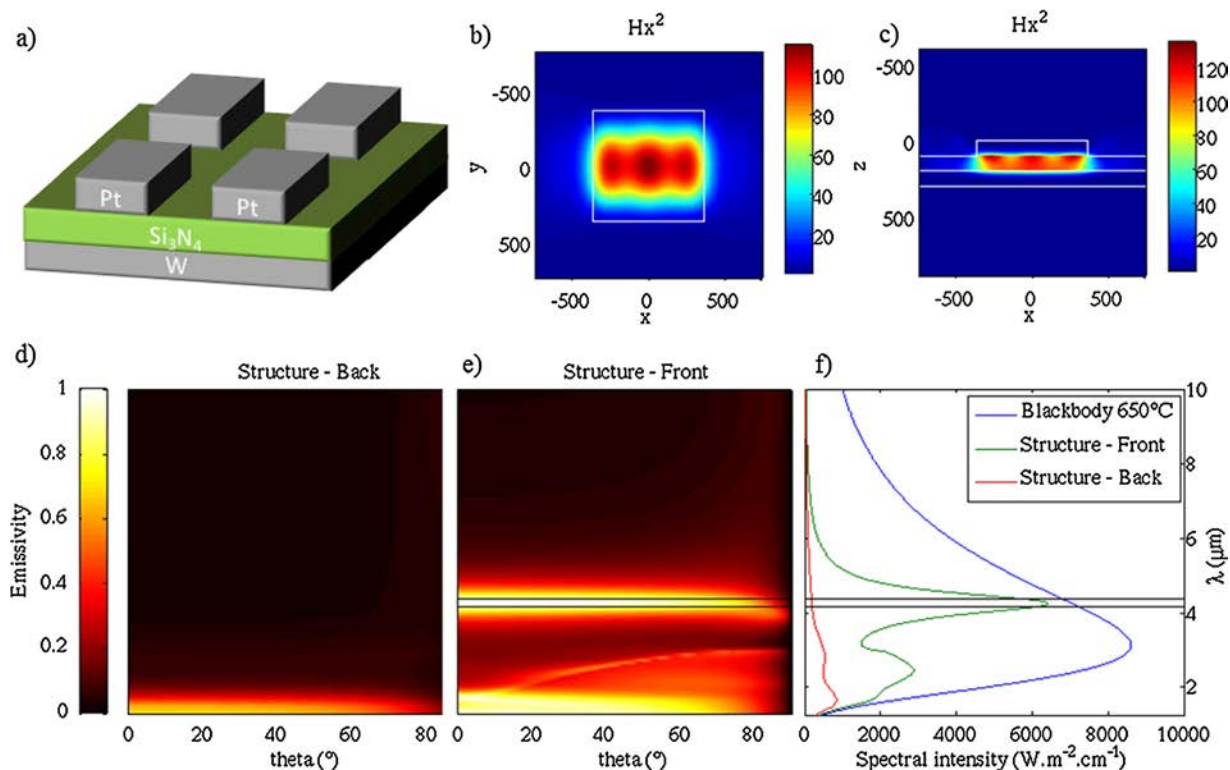 a)
Pt
Pt
Si₃N₄
W
b)
Hx²
-500
0
500
y
-500
0
500
x
100
80
60
40
20
c)
Hx²
-500
0
500
z
-500
0
500
x
120
100
80
60
40
20
d)
Structure - Back
1
0.8
0.6
0.4
0.2
0
Emissivity
0
20
40
60
80
theta (º)
e)
Structure - Front
0
20
40
60
80
theta (º)
f)
Blackbody 650ºC
Structure - Front
Structure - Back
10
8
6
4
2
λ (μm)
0
2000
4000
6000
8000
10000
Spectral intensity (W.m⁻².cm⁻¹)